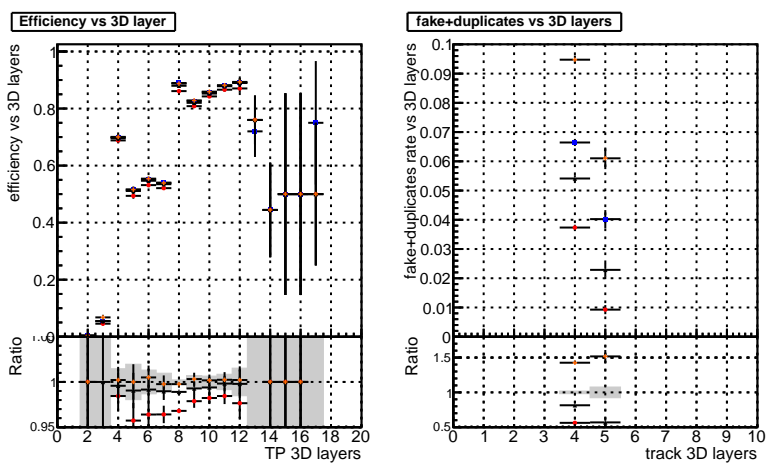 Efficiency vs 3D layer
efficiency vs 3D layers
1
0.8
0.6
0.4
0.2
0
Ratio
1
0.95
0 2 4 6 8 10 12 14 16 18 20
TP 3D layers
fake+duplicates vs 3D layers
fake+duplicates rate vs 3D layers
0.1
0.09
0.08
0.07
0.06
0.05
0.04
0.03
0.02
0.01
0
Ratio
1.5
1
0.5
0 1 2 3 4 5 6 7 8 9 10
track 3D layers